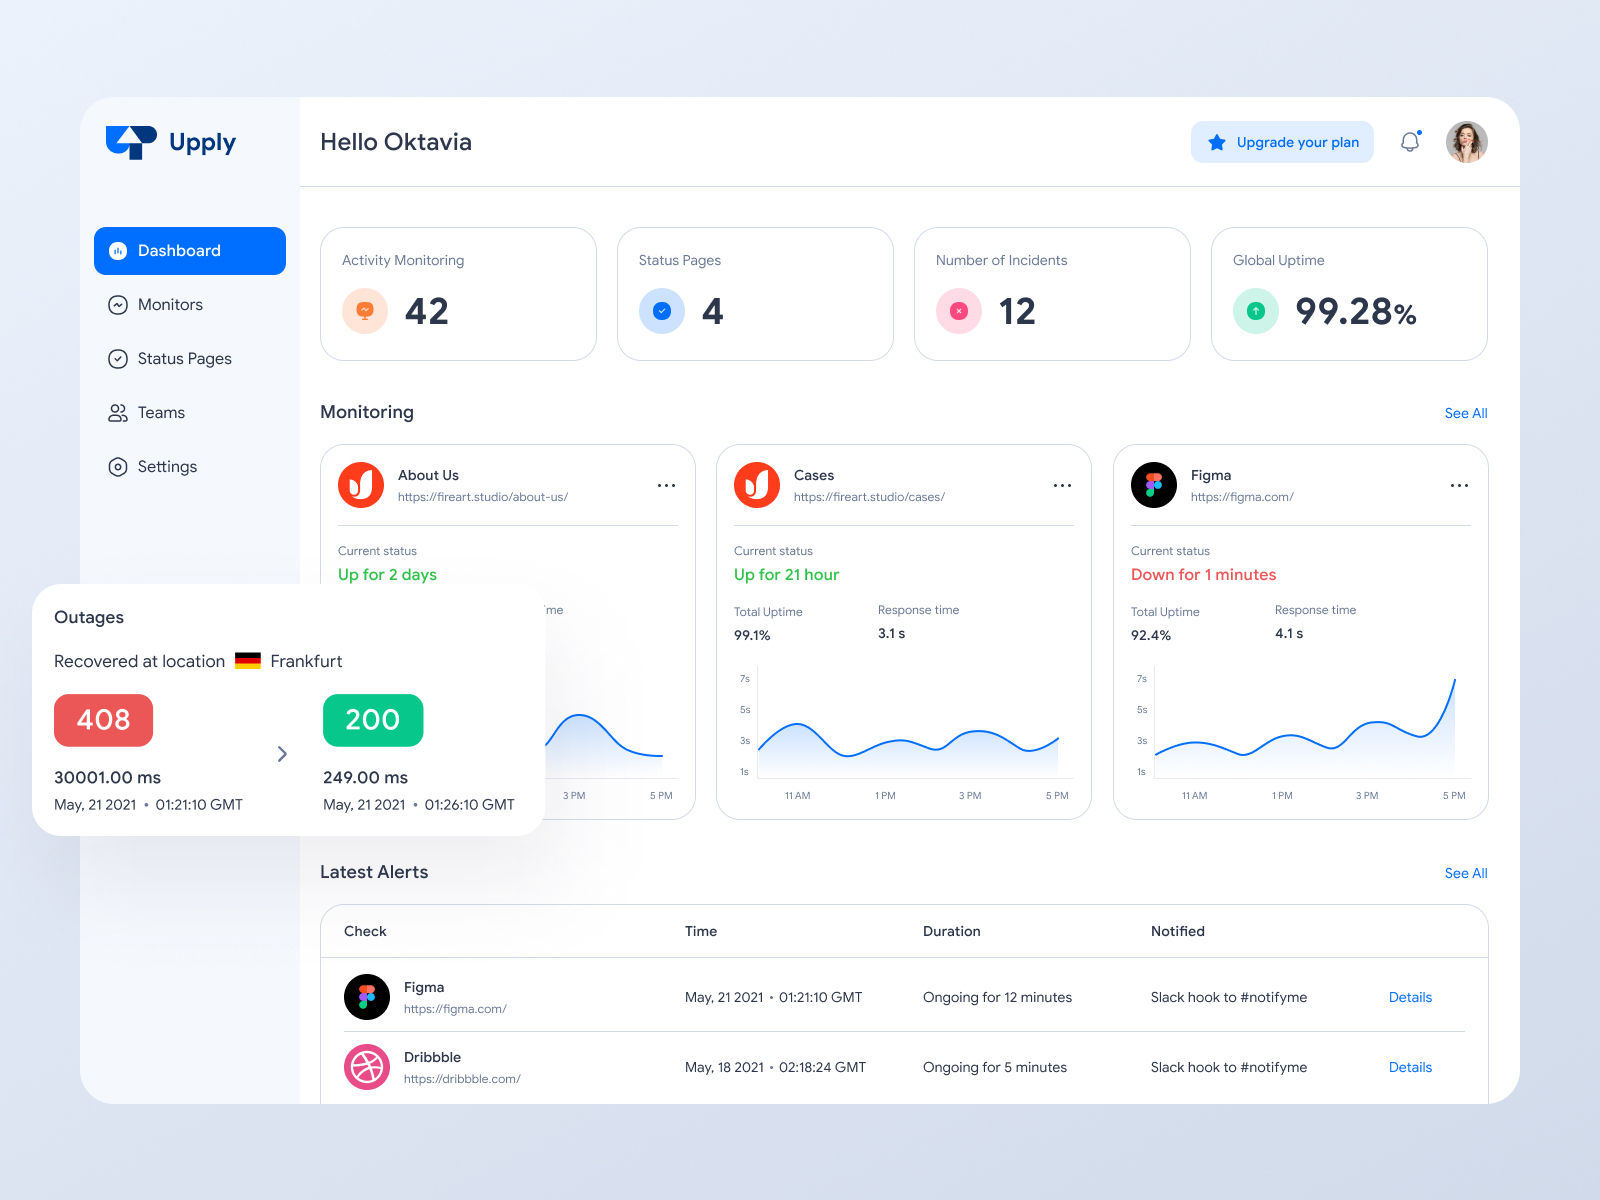 Upply
Hello Oktavia
Upgrade your plan
Dashboard
Monitors
Status Pages
Teams
Settings
Activity Monitoring
42
Status Pages
4
Number of Incidents
12
Global Uptime
99.28%
Monitoring
See All
About Us
https://fireart.studio/about-us/
Current status
Up for 2 days
3 PM
5 PM
Cases
https://fireart.studio/cases/
Current status
Up for 21 hour
Total Uptime
Response time
99.1%
3.1 s
7s
5s
3s
1s
11 AM
1 PM
3 PM
5 PM
Figma
https://figma.com/
Current status
Down for 1 minutes
Total Uptime
Response time
92.4%
4.1 s
7s
5s
3s
1s
11 AM
1 PM
3 PM
5 PM
Outages
Recovered at location Frankfurt
408
30001.00 ms
May, 21 2021 • 01:21:10 GMT
200
249.00 ms
May, 21 2021 • 01:26:10 GMT
Latest Alerts
See All
Check Time Duration Notified
Figma
https://figma.com/
May, 21 2021 • 01:21:10 GMT
Ongoing for 12 minutes
Slack hook to #notifyme
Details
Dribbble
https://dribbble.com/
May, 18 2021 • 02:18:24 GMT
Ongoing for 5 minutes
Slack hook to #notifyme
Details